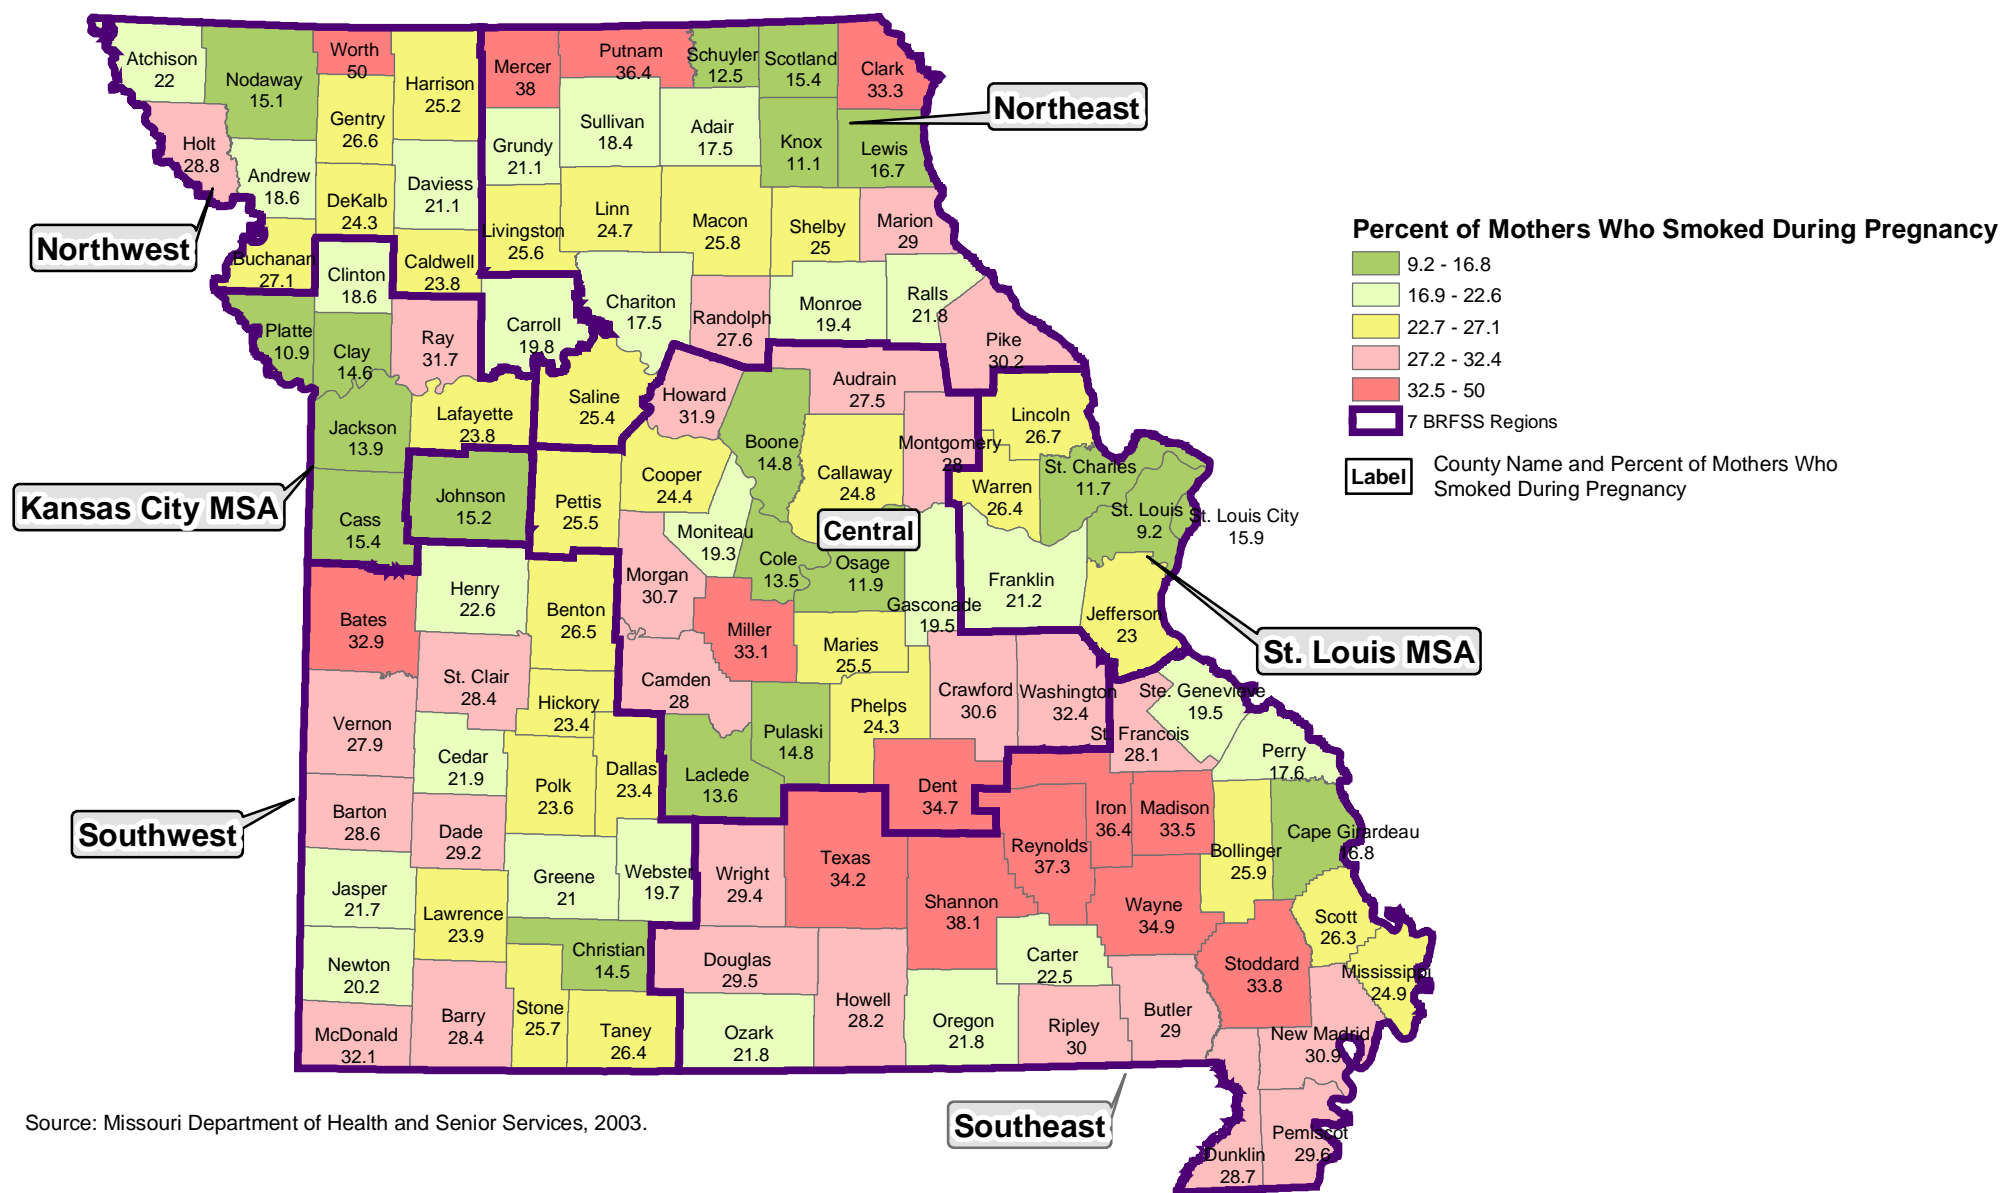 Atchison
22
Nodaway
15.1
Worth
50
Harrison
25.2
Mercer
38
Putnam
36.4
Schuyler
12.5
Scotland
15.4
Clark
33.3
Northeast
Gentry
26.6
Holt
28.8
Andrew
18.6
DeKalb
24.3
Daviess
21.1
Grundy
21.1
Sullivan
18.4
Adair
17.5
Knox
11.1
Lewis
16.7
Northwest
Buchanan
27.1
Clinton
18.6
Caldwell
23.8
Livingston
25.6
Linn
24.7
Macon
25.8
Shelby
25
Marion
29
Percent of Mothers Who Smoked During Pregnancy
9.2 - 16.8
16.9 - 22.6
22.7 - 27.1
27.2 - 32.4
32.5 - 50
7 BRFSS Regions
Label
County Name and Percent of Mothers Who
Smoked During Pregnancy
Platte
10.9
Clay
14.6
Ray
31.7
Carroll
19.8
Chariton
17.5
Randolph
27.6
Monroe
19.4
Ralls
21.8
Pike
30.2
Jackson
13.9
Lafayette
23.8
Saline
25.4
Howard
31.9
Boone
14.8
Audrain
27.5
Callaway
24.8
Montgomery
28
Lincoln
26.7
Warren
26.4
St. Charles
11.7
St. Louis
9.2
St. Louis City
15.9
Kansas City MSA
Cass
15.4
Johnson
15.2
Pettis
25.5
Cooper
24.4
Moniteau
19.3
Central
Cole
13.5
Osage
11.9
Gasconade
19.5
Franklin
21.2
Jefferson
23
St. Louis MSA
Bates
32.9
Henry
22.6
Benton
26.5
Morgan
30.7
Miller
33.1
Maries
25.5
Camden
28
Vernon
27.9
St. Clair
28.4
Hickory
23.4
Cedar
21.9
Polk
23.6
Dallas
23.4
Laclede
13.6
Pulaski
14.8
Phelps
24.3
Crawford
30.6
Washington
32.4
Ste. Genevieve
19.5
St. Francois
28.1
Perry
17.6
Dent
34.7
Southwest
Barton
28.6
Dade
29.2
Greene
21
Webster
19.7
Wright
29.4
Texas
34.2
Shannon
38.1
Reynolds
37.3
Iron
36.4
Madison
33.5
Bollinger
25.9
Cape Girardeau
16.8
Jasper
21.7
Lawrence
23.9
Christian
14.5
Douglas
29.5
Howell
28.2
Carter
22.5
Wayne
34.9
Stoddard
33.8
Scott
26.3
Mississippi
24.9
Newton
20.2
McDonald
32.1
Barry
28.4
Stone
25.7
Taney
26.4
Ozark
21.8
Oregon
21.8
Ripley
30
Butler
29
New Madrid
30.9
Pemiscot
29.6
Dunklin
28.7
Southeast
Source: Missouri Department of Health and Senior Services, 2003.